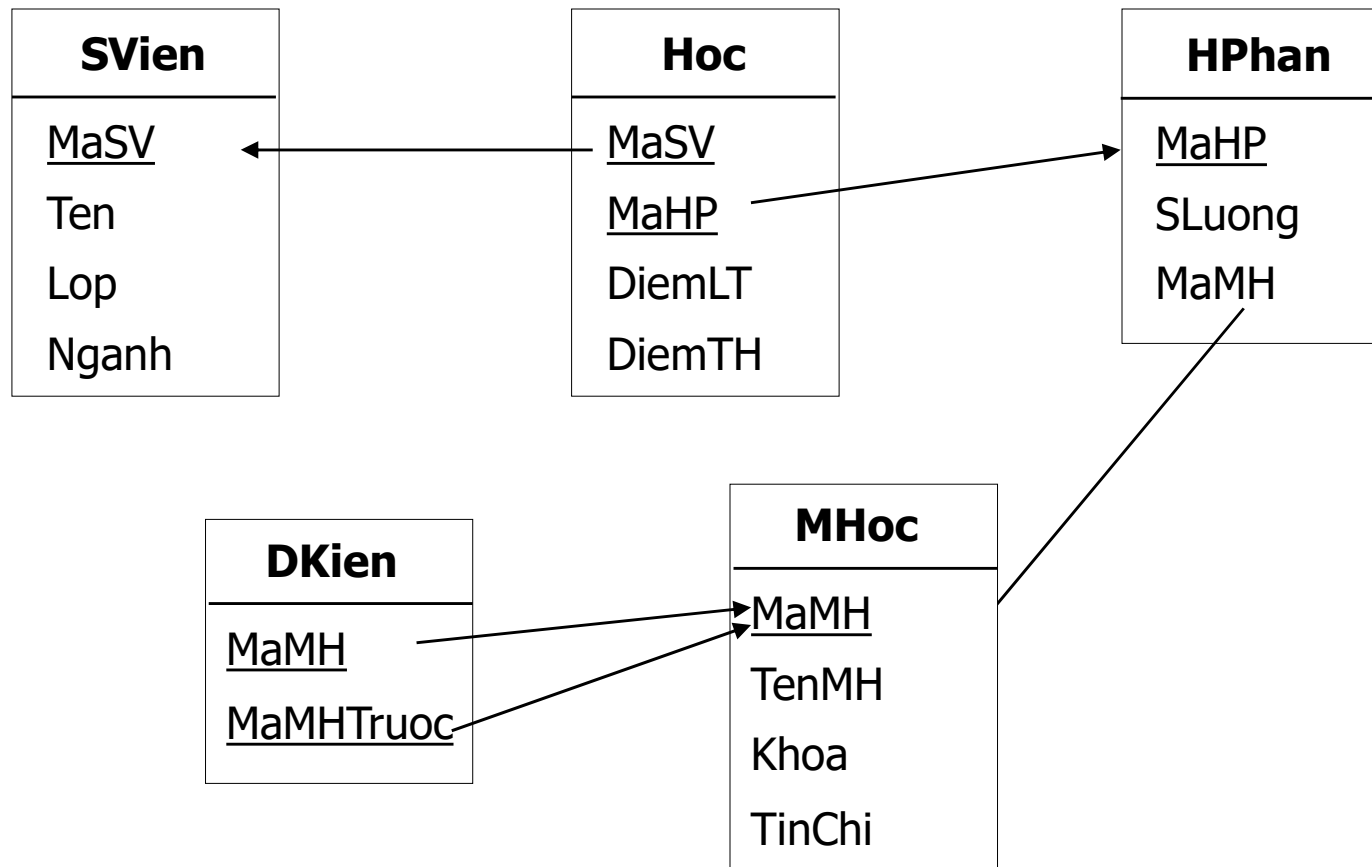 SVien
MaSV
Ten
Lop
Nganh
Hoc
MaSV
MaHP
DiemLT
DiemTH
HPhan
MaHP
SLuong
MaMH
DKien
MaMH
MaMHTruoc
MHoc
MaMH
TenMH
Khoa
TinChi